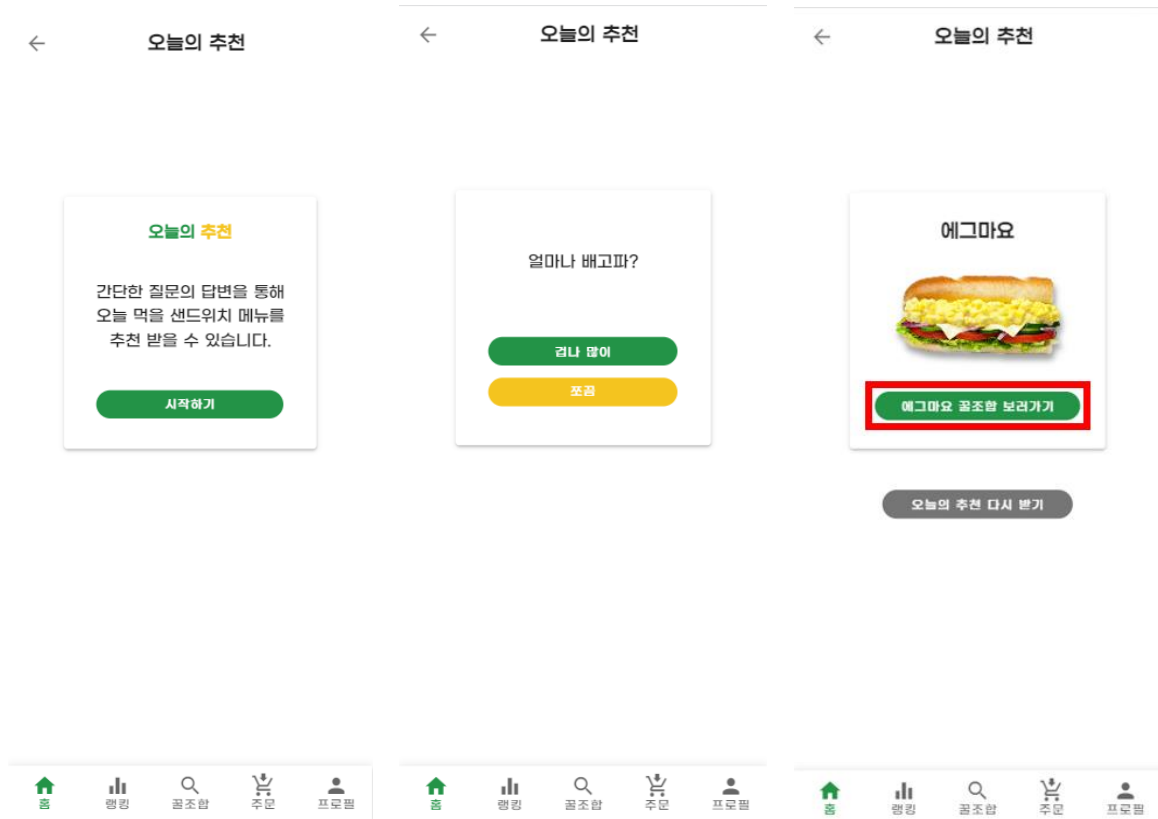 오늘의 추천
오늘의 추천
간단한 질문의 답변을 통해
오늘 먹을 샌드위치 메뉴를
추천 받을 수 있습니다.
시작하기
홈
랭킹
꿀조합
주문
프로필
오늘의 추천
얼마나 배고파?
겁나 많이
쪼끔
홈
랭킹
꿀조합
주문
프로필
오늘의 추천
에그마요
에그마요 꿀조합 보러가기
오늘의 추천 다시 받기
홈
랭킹
꿀조합
주문
프로필